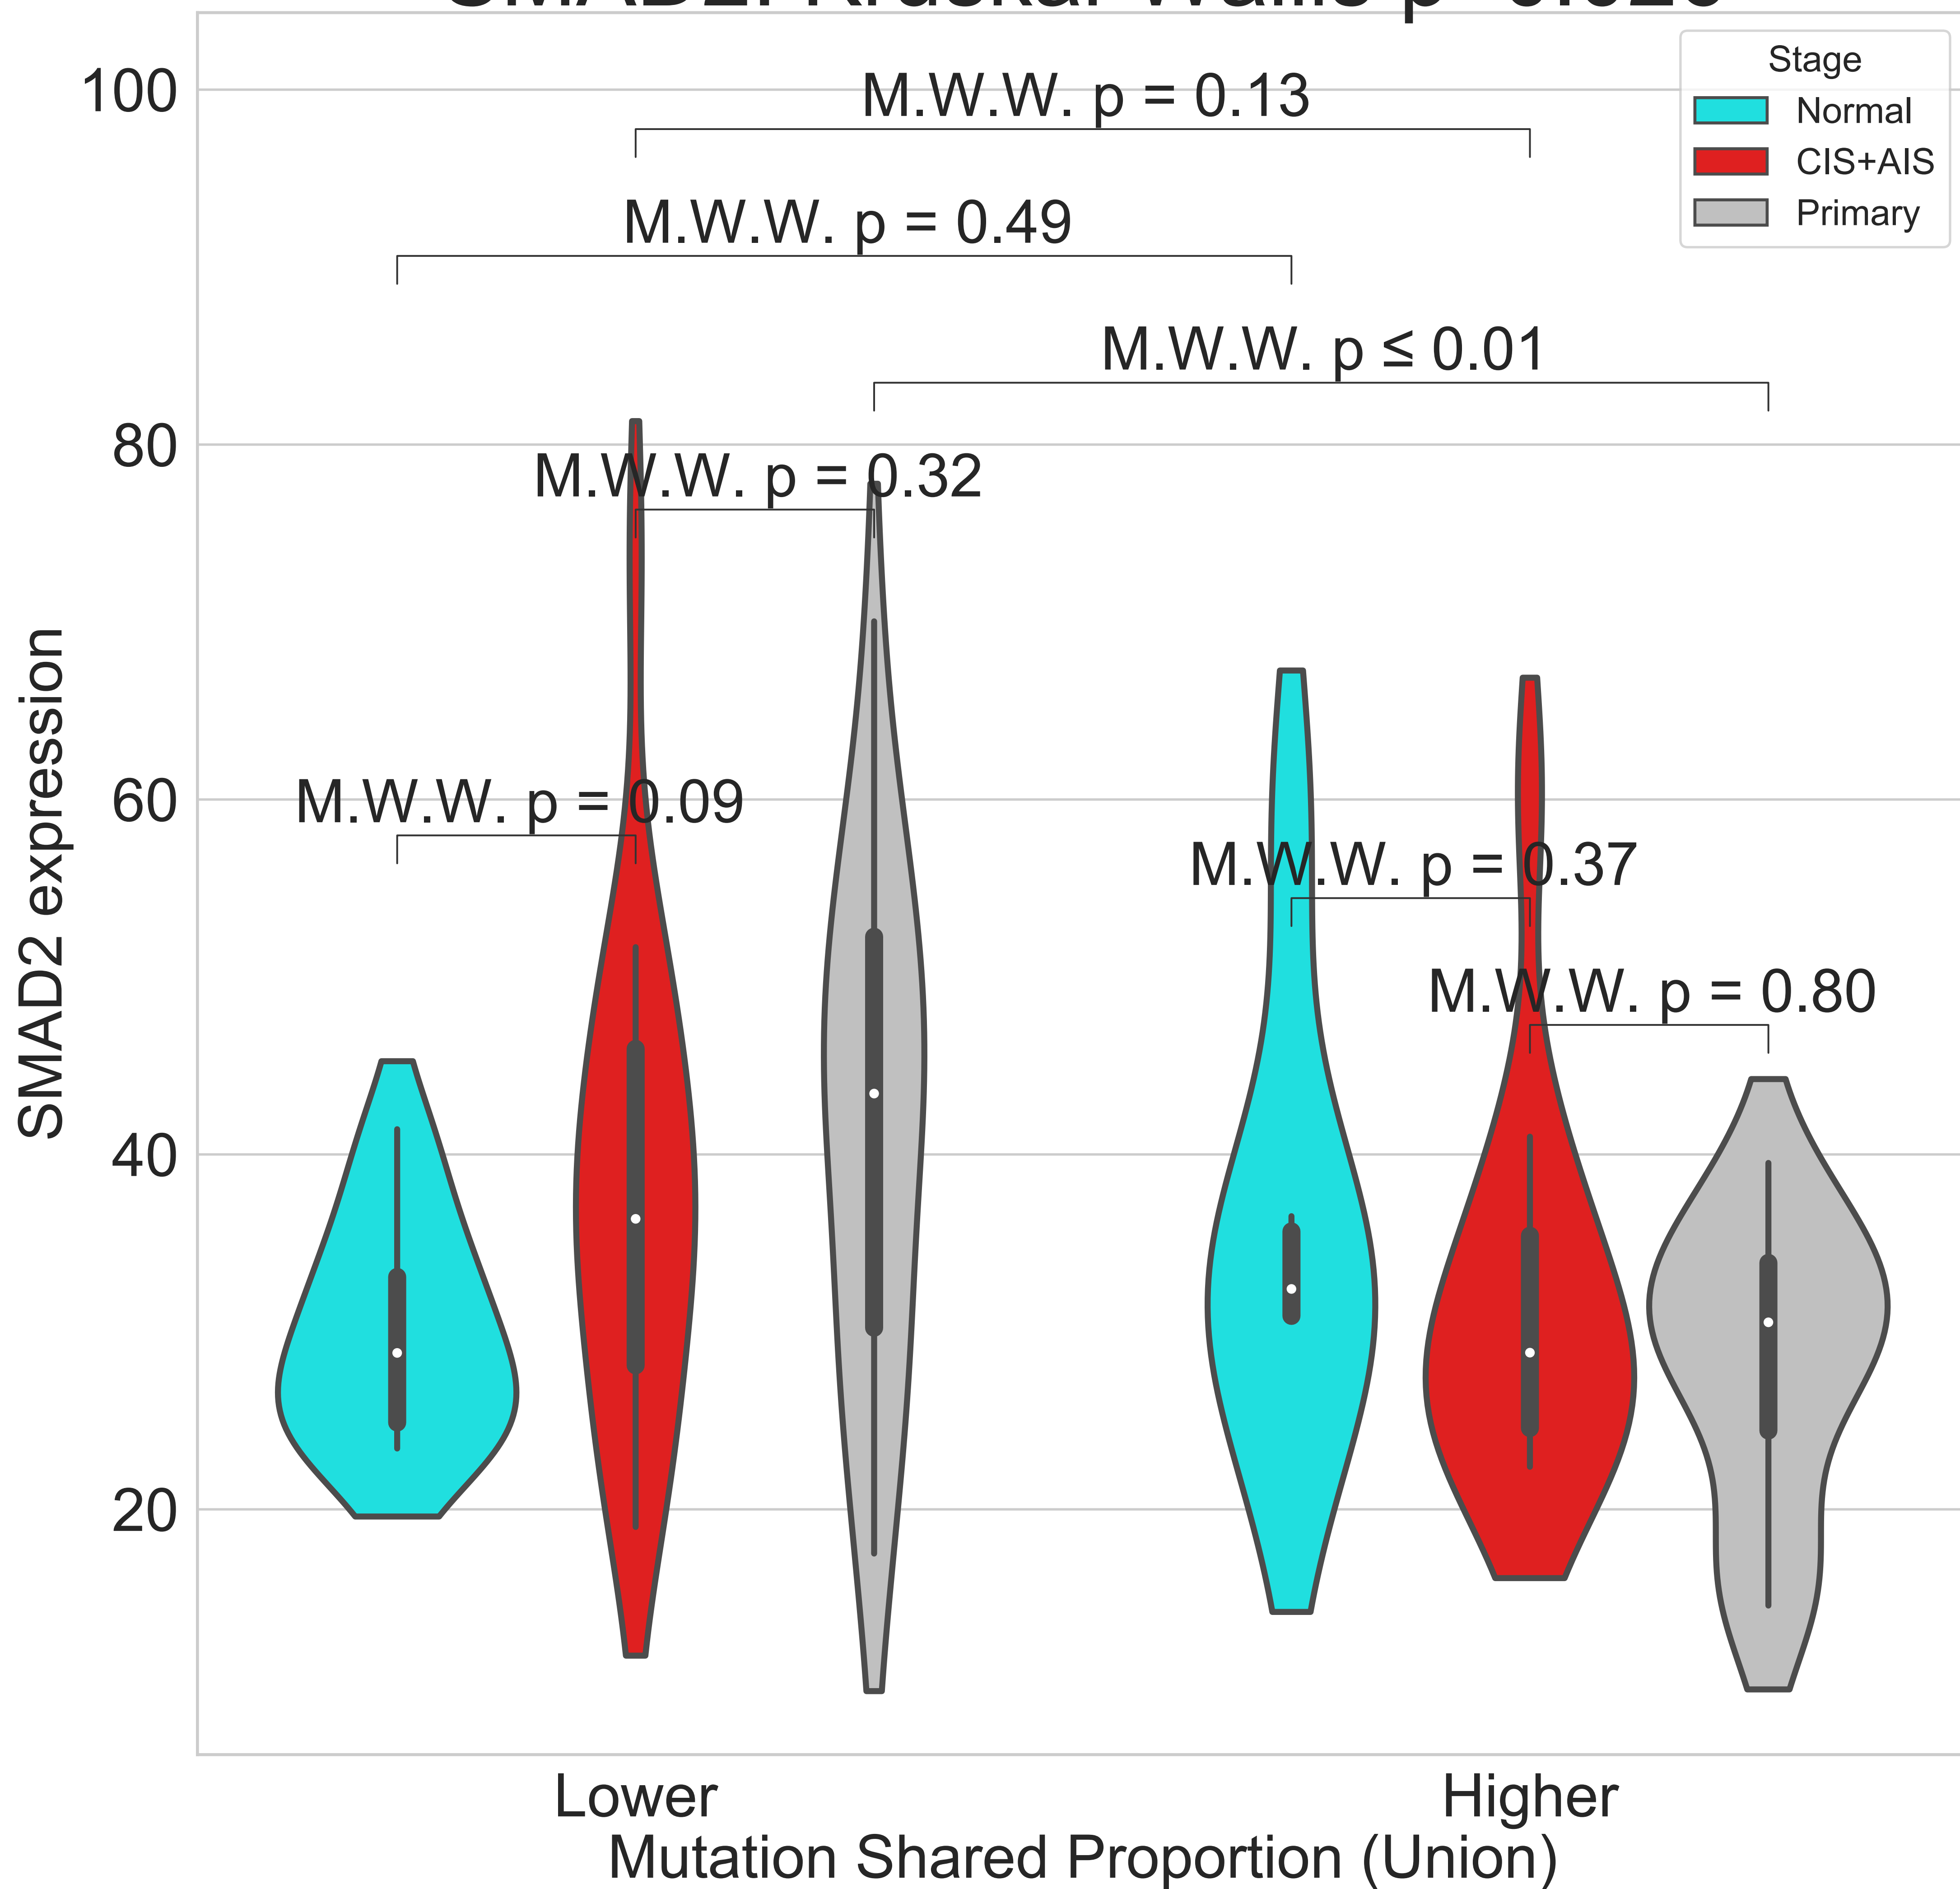 Stage
Normal
CIS+AIS
Primary
M.W.W. p = 0.13
M.W.W. p = 0.49
M.W.W. p ≤ 0.01
M.W.W. p = 0.32
M.W.W. p = 0.09
M.W.W. p = 0.37
M.W.W. p = 0.80
100
80
60
40
20
SMAD2 expression
Lower
Higher
Mutation Shared Proportion (Union)